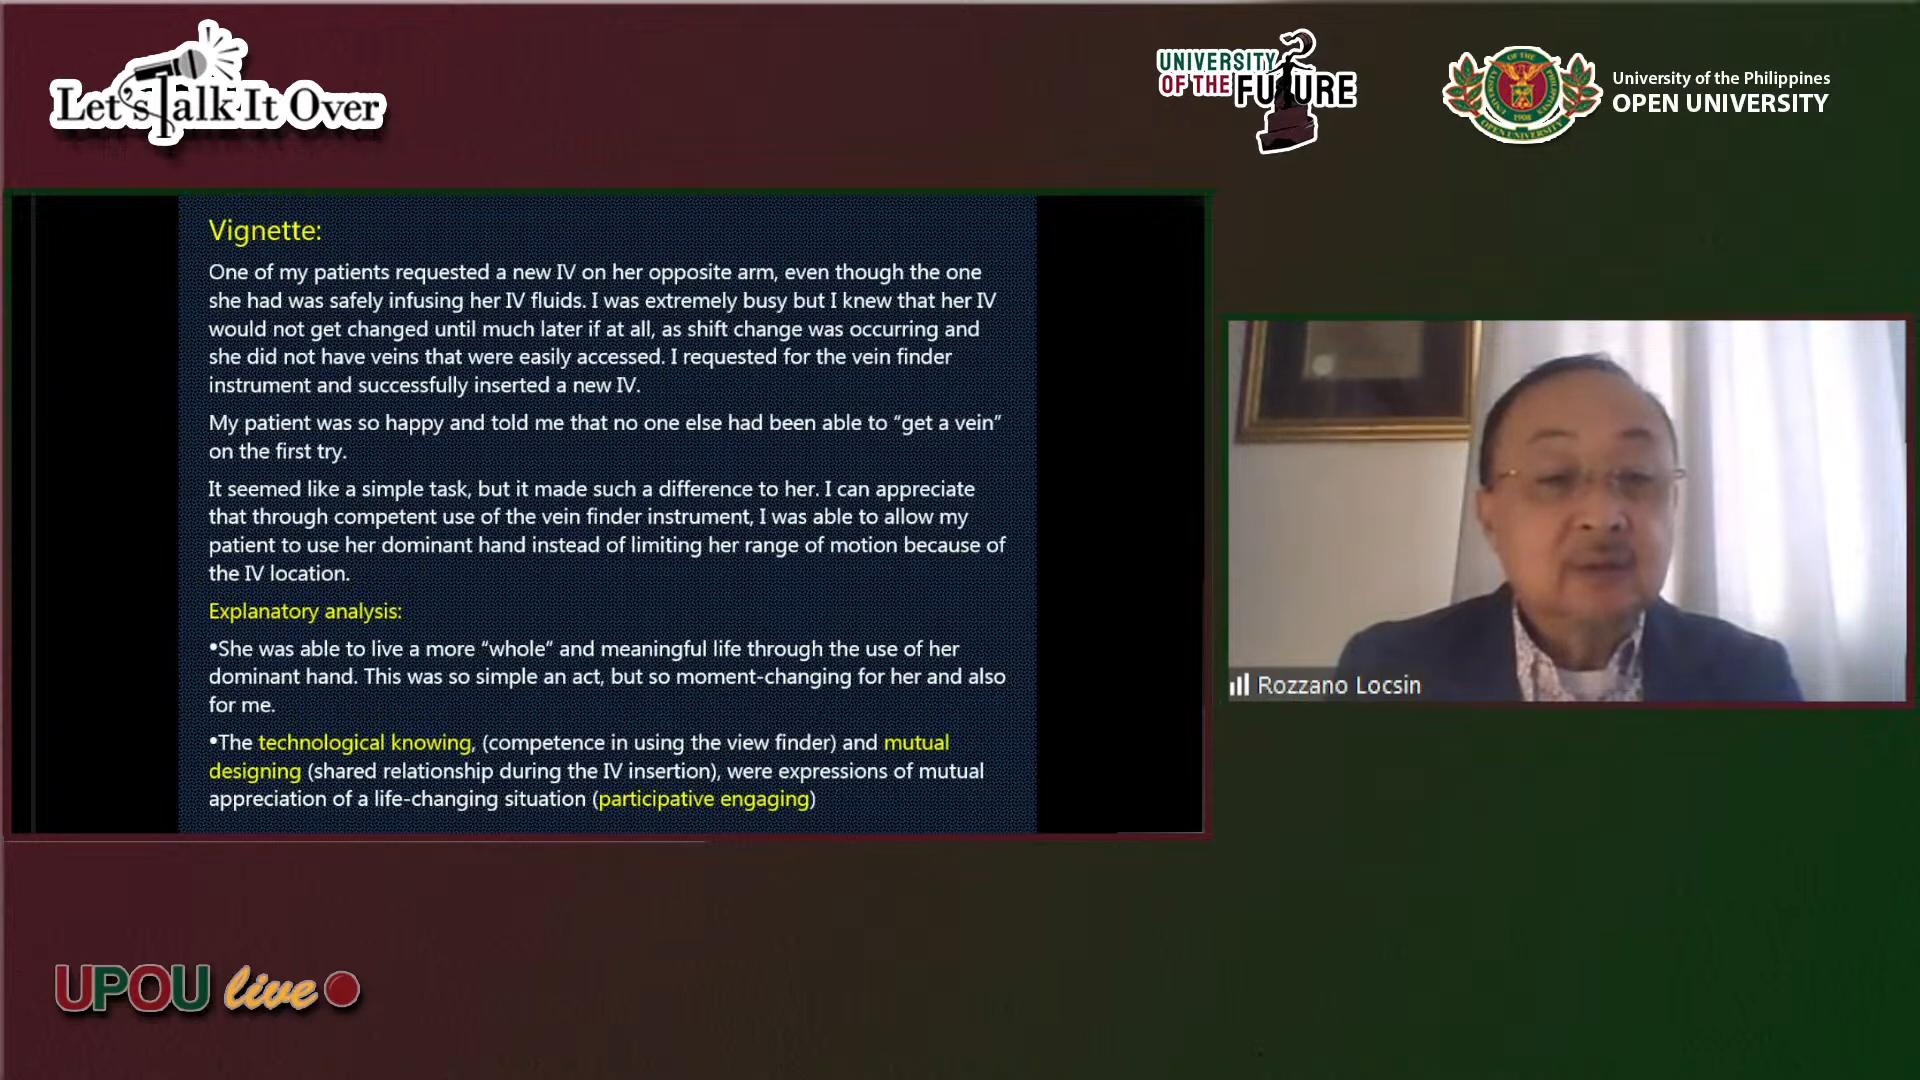 Let's Talk It Over
UNIVERSITY
OF THE FUTURE
University of the Philippines
OPEN UNIVERSITY
OF THE
1908
OPEN UNIVERSITY
Vignette:
One of my patients requested a new IV on her opposite arm, even though the one
she had was safely infusing her IV fluids. I was extremely busy but I knew that her IV
would not get changed until much later if at all, as shift change was occurring and
she did not have veins that were easily accessed. I requested for the vein finder
instrument and successfully inserted a new IV.
My patient was so happy and told me that no one else had been able to “get a vein”
on the first try.
It seemed like a simple task, but it made such a difference to her. I can appreciate
that through competent use of the vein finder instrument, I was able to allow my
patient to use her dominant hand instead of limiting her range of motion because of
the IV location.
Explanatory analysis:
•She was able to live a more “whole” and meaningful life through the use of her
dominant hand. This was so simple an act, but so moment-changing for her and also
for me.
•The technological knowing, (competence in using the view finder) and mutual
designing (shared relationship during the IV insertion), were expressions of mutual
appreciation of a life-changing situation (participative engaging)
Rozzano Locsin
UPOU live